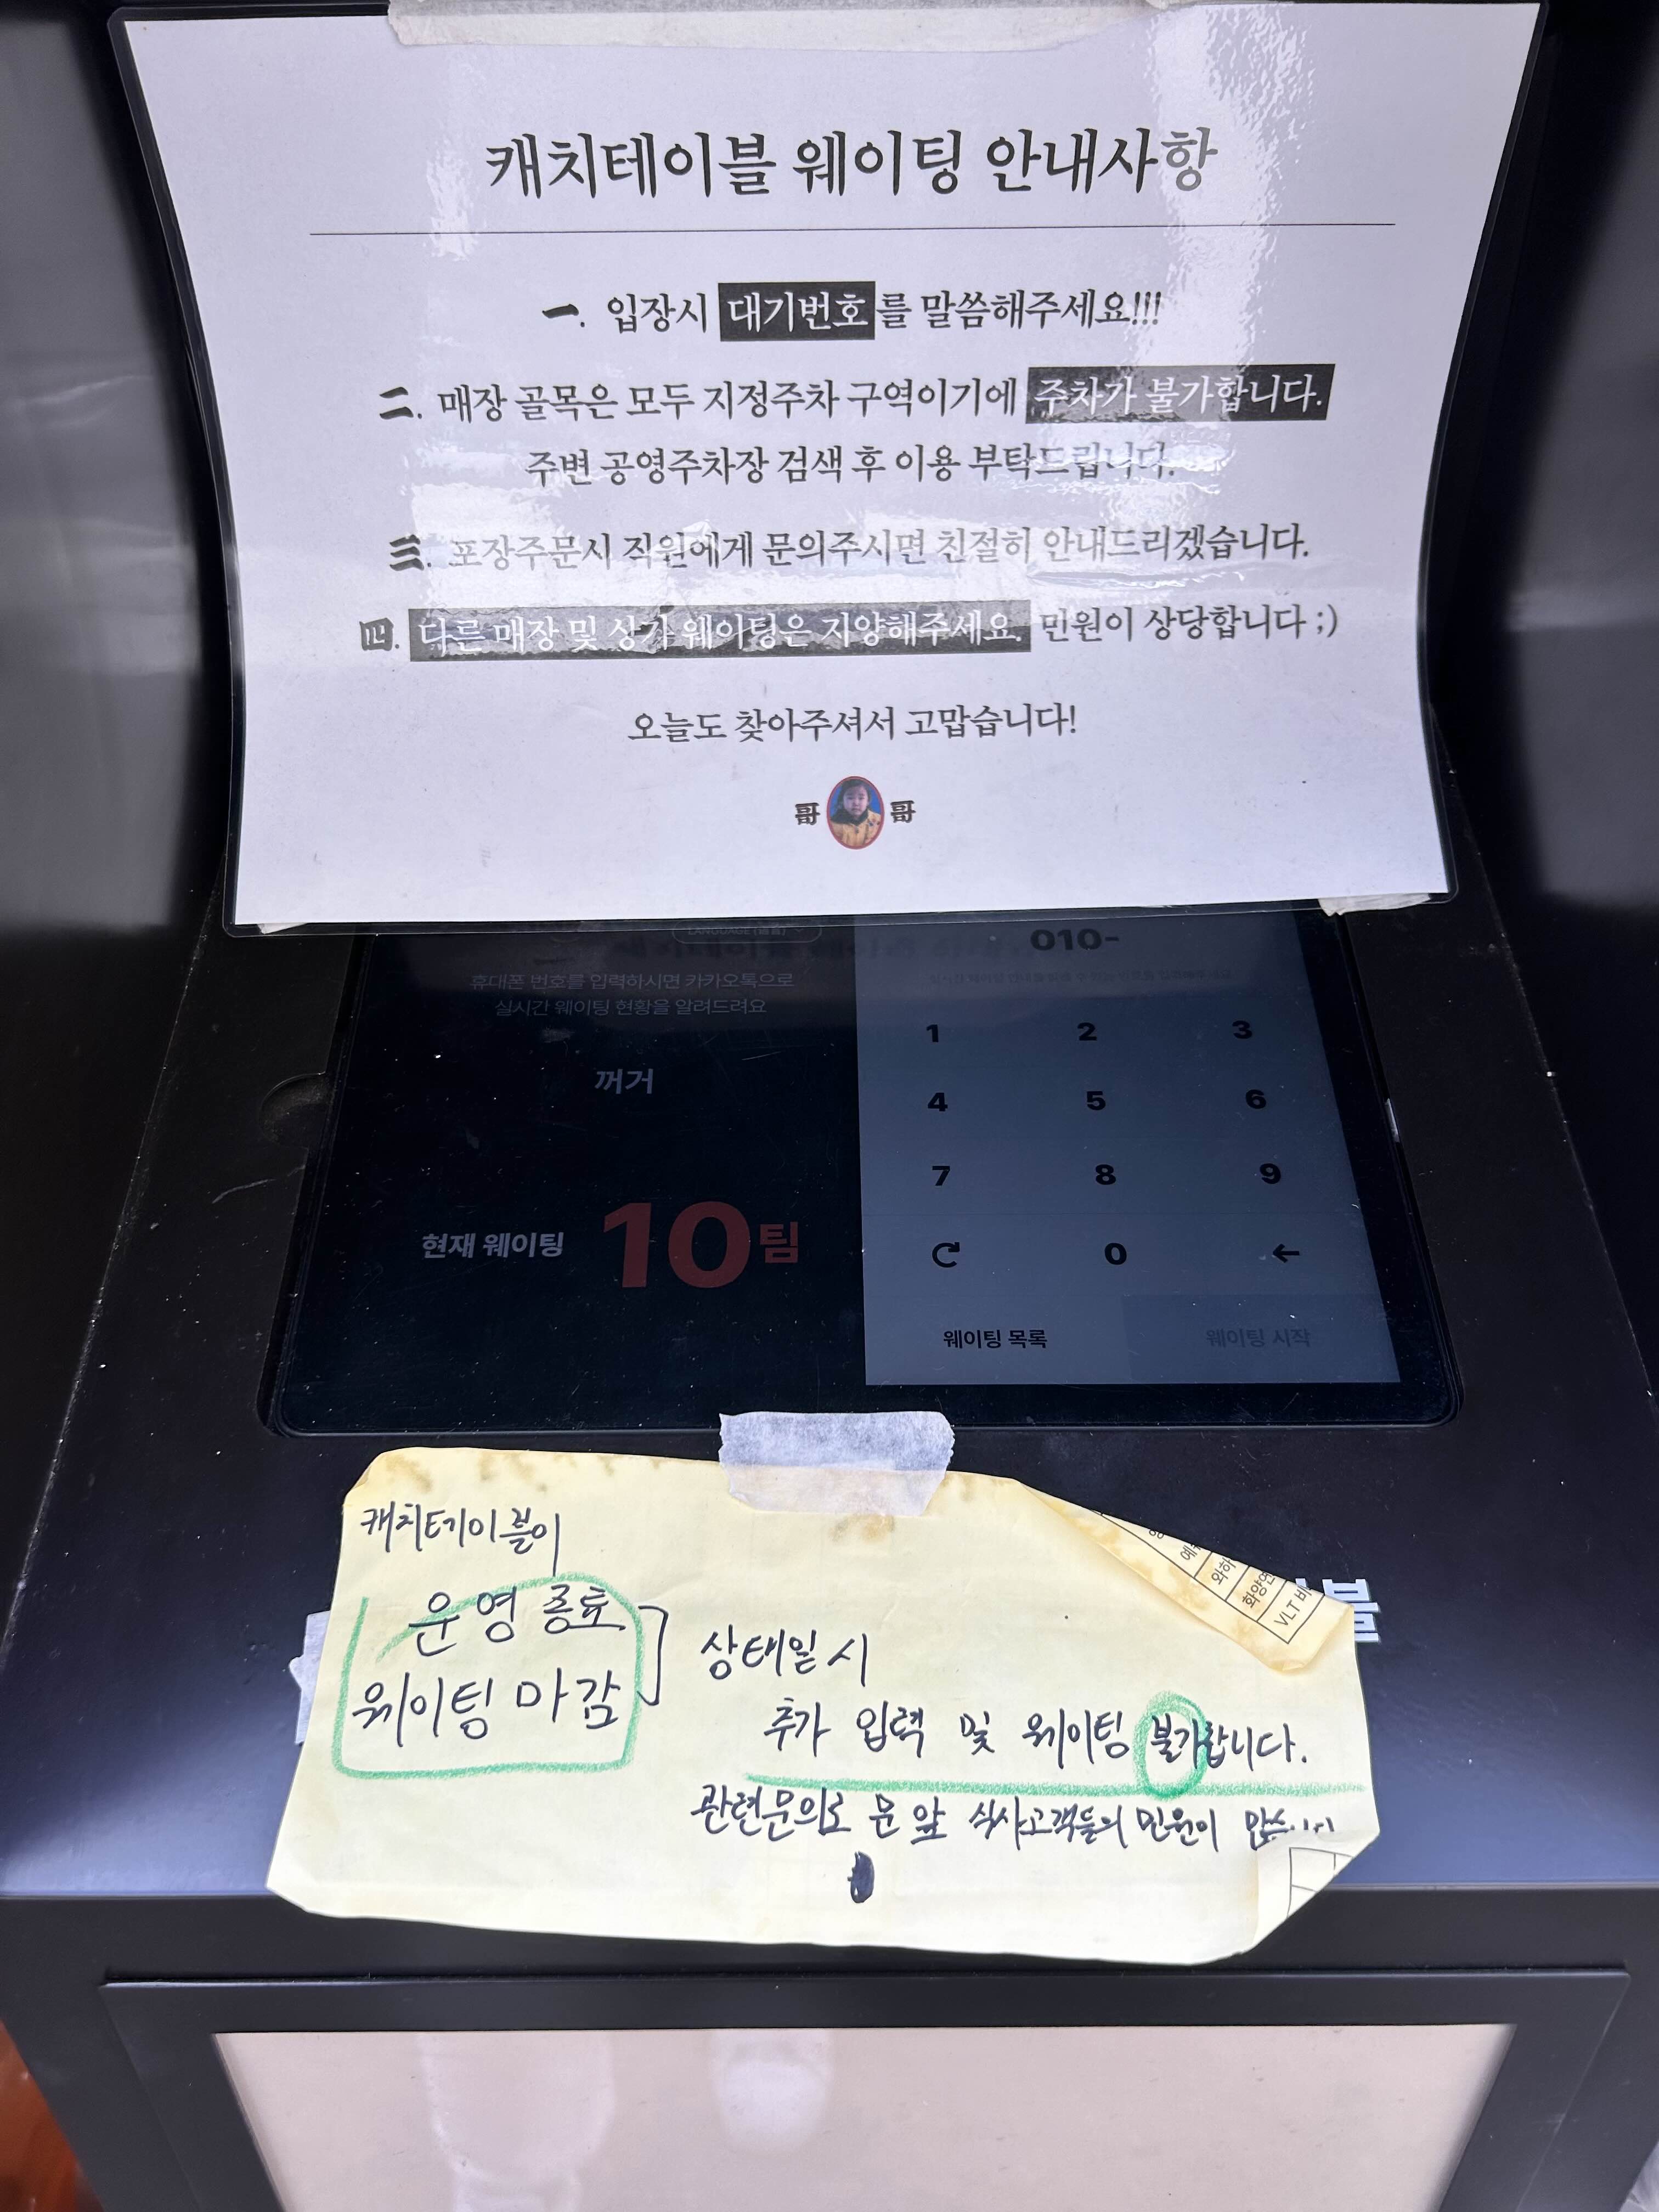 캐치테이블 웨이팅 안내사항
一. 입장시 대기번호를 말씀해주세요!!!
二. 매장 골목은 모두 지정주차 구역이기에 주차가 불가합니다.
주변 공영주차장 검색 후 이용 부탁드립니다.
三. 포장주문시 직원에게 문의주시면 친절히 안내드리겠습니다.
四. 다른 매장 및 상가 웨이팅은 지양해주세요. 민원이 상당합니다 ;)
오늘도 찾아주셔서 고맙습니다!
哥 哥
010-
휴대폰 번호를 입력하시면 카카오톡으로
실시간 웨이팅 현황을 알려드려요
꺼거
현재 웨이팅 10팀
1 2 3
4 5 6
7 8 9
0
웨이팅 목록 웨이팅 시작
캐치테이블이
운영 종료
웨이팅 마감
상태일 시
추가 입력 및 웨이팅 불가합니다.
관련문의로 문 앞 식사고객들의 민원이
화양연
VLT
블